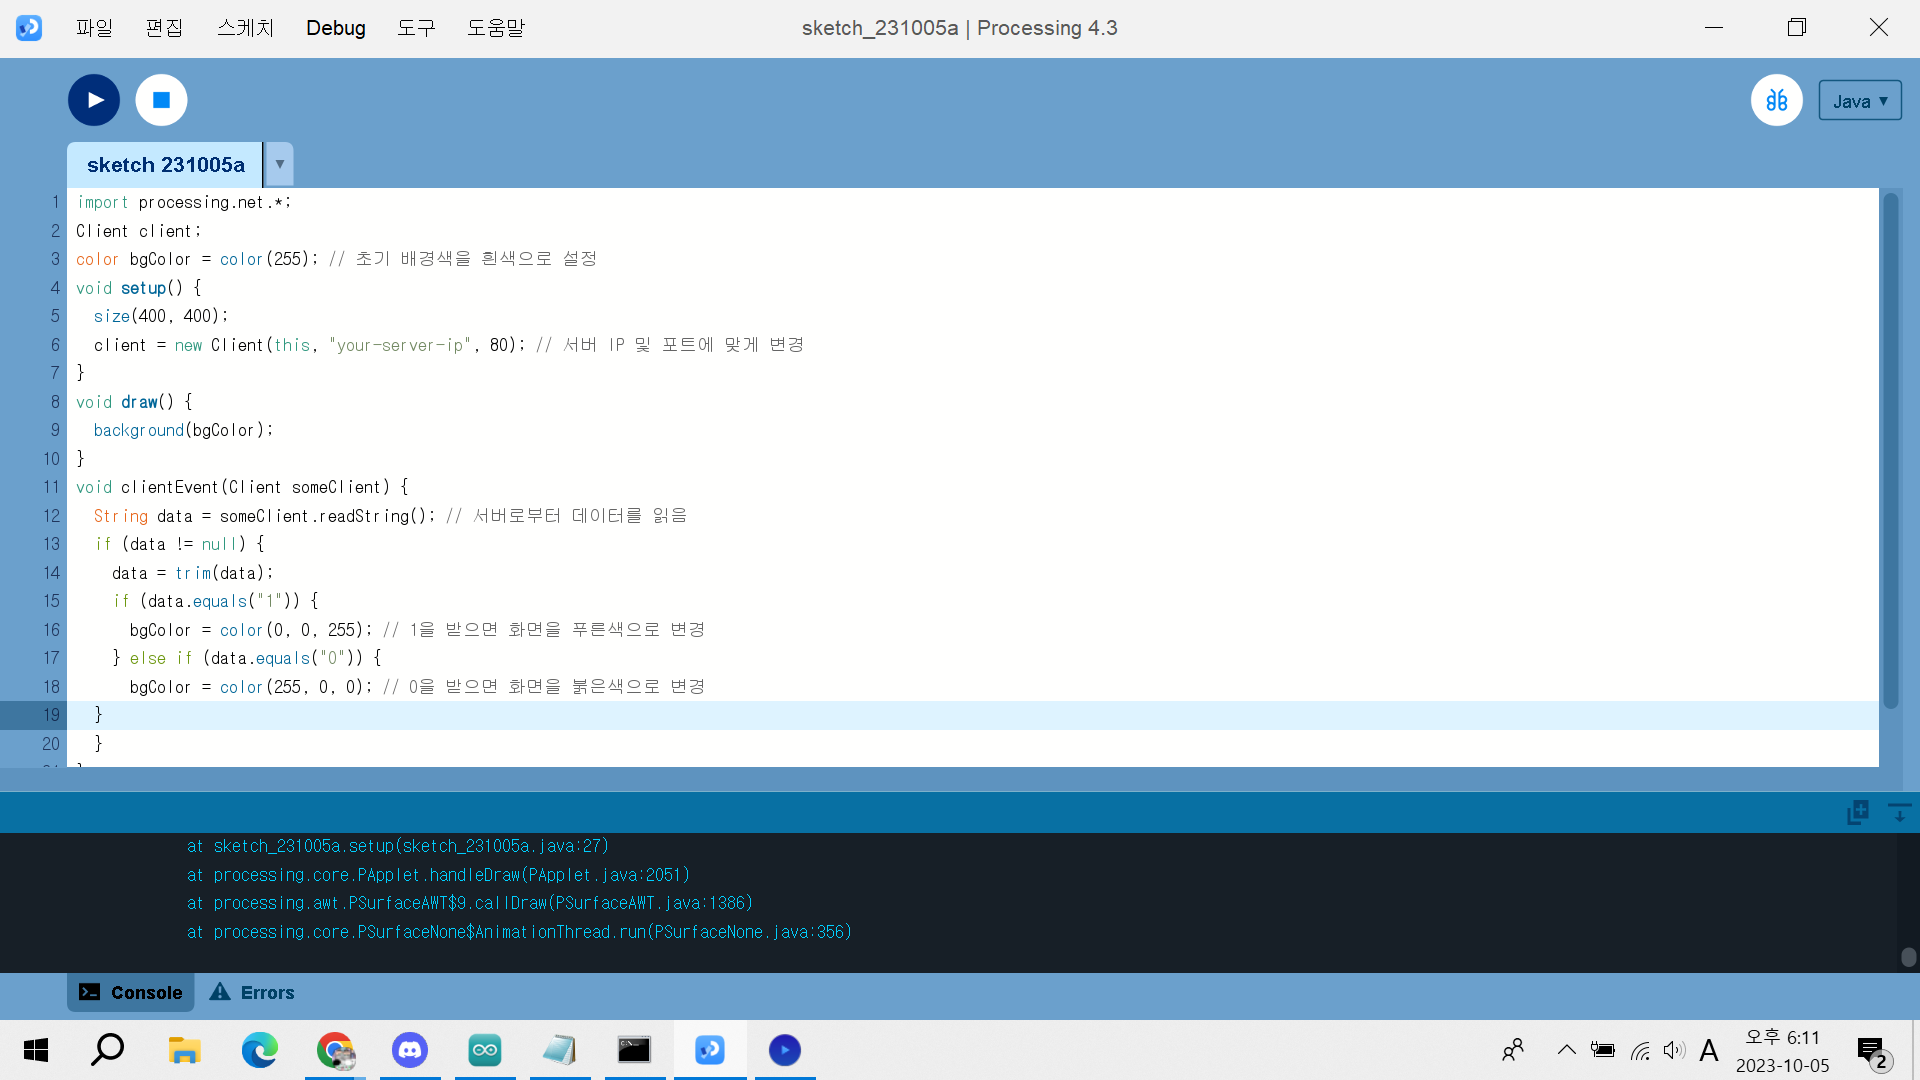 파일 편집 스케치 Debug 도구 도움말 sketch_231005a | Processing 4.3
Java ▼
sketch 231005a ▼
1 import processing.net.*;
2 Client client;
3 color bgColor = color(255); // 초기 배경색을 흰색으로 설정
4 void setup() {
5 size(400, 400);
6 client = new Client(this, "your-server-ip", 80); // 서버 IP 및 포트에 맞게 변경
7 }
8 void draw() {
9 background(bgColor);
10 }
11 void clientEvent(Client someClient) {
12 String data = someClient.readString(); // 서버로부터 데이터를 읽음
13 if (data != null) {
14 data = trim(data);
15 if (data.equals("1")) {
16 bgColor = color(0, 0, 255); // 1을 받으면 화면을 푸른색으로 변경
17 } else if (data.equals("0")) {
18 bgColor = color(255, 0, 0); // 0을 받으면 화면을 붉은색으로 변경
19 }
20 }
at sketch_231005a.setup(sketch_231005a.java:27)
at processing.core.PApplet.handleDraw(PApplet.java:2051)
at processing.awt.PSurfaceAWT$9.callDraw(PSurfaceAWT.java:1386)
at processing.core.PSurfaceNone$AnimationThread.run(PSurfaceNone.java:356)
Console Errors
A 오후 6:11
2023-10-05 2